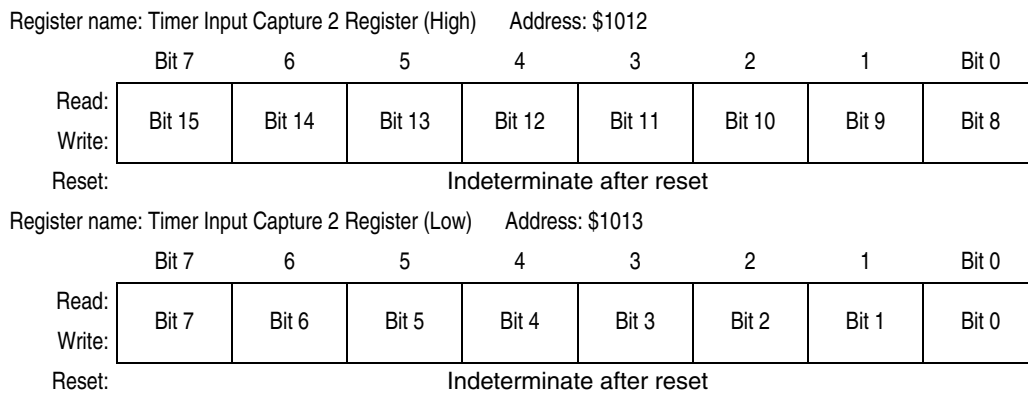 Register name: Timer Input Capture 2 Register (High) Address: $1012
Bit 7 6 5 4 3 2 1 Bit 0
Read:
Bit 15 Bit 14 Bit 13 Bit 12 Bit 11 Bit 10 Bit 9 Bit 8
Write:
Reset: Indeterminate after reset
Register name: Timer Input Capture 2 Register (Low) Address: $1013
Bit 7 6 5 4 3 2 1 Bit 0
Read:
Bit 7 Bit 6 Bit 5 Bit 4 Bit 3 Bit 2 Bit 1 Bit 0
Write:
Reset: Indeterminate after reset